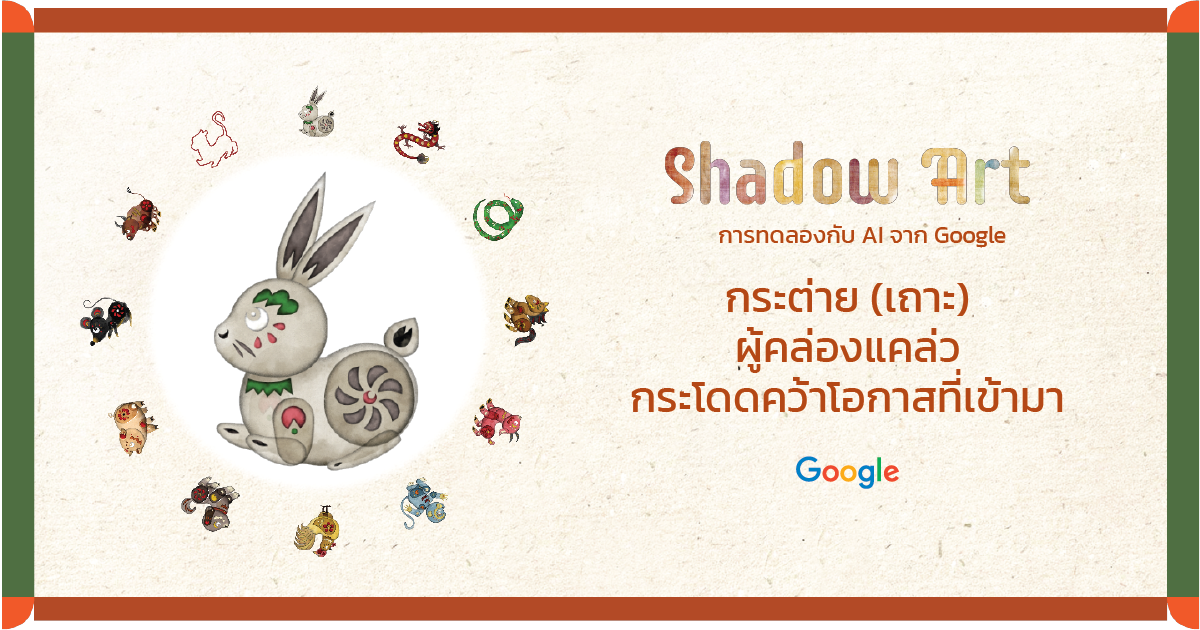 Shadow Art
การทดลองกับ AI จาก Google
กระต่าย (เถาะ)
ผู้คล่องแคล่ว
กระโดดคว้าโอกาสที่เข้ามา
Google